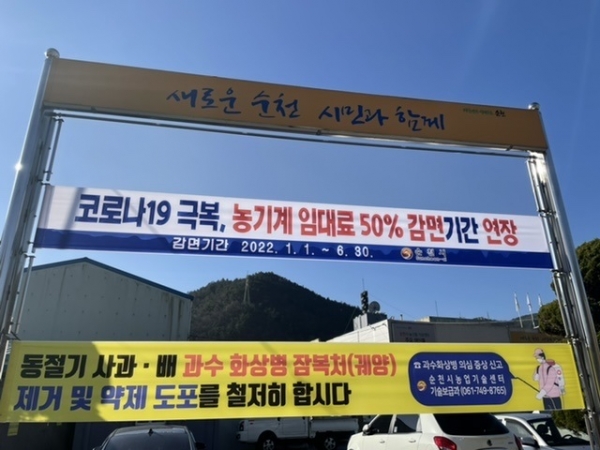 새로운 순천 시민과 함께
코로나19 극복, 농기계 임대료 50% 감면기간 연장
감면기간 2022. 1. 1. ~ 6. 30.
순천시
동절기 사과·배 과수 화상병 잠복처(궤양)
제거 및 약제 도포를 철저히 합시다
☎ 과수화상병 의심 증상 신고
순천시농업기술센터
기술보급과 (061-749-8765)